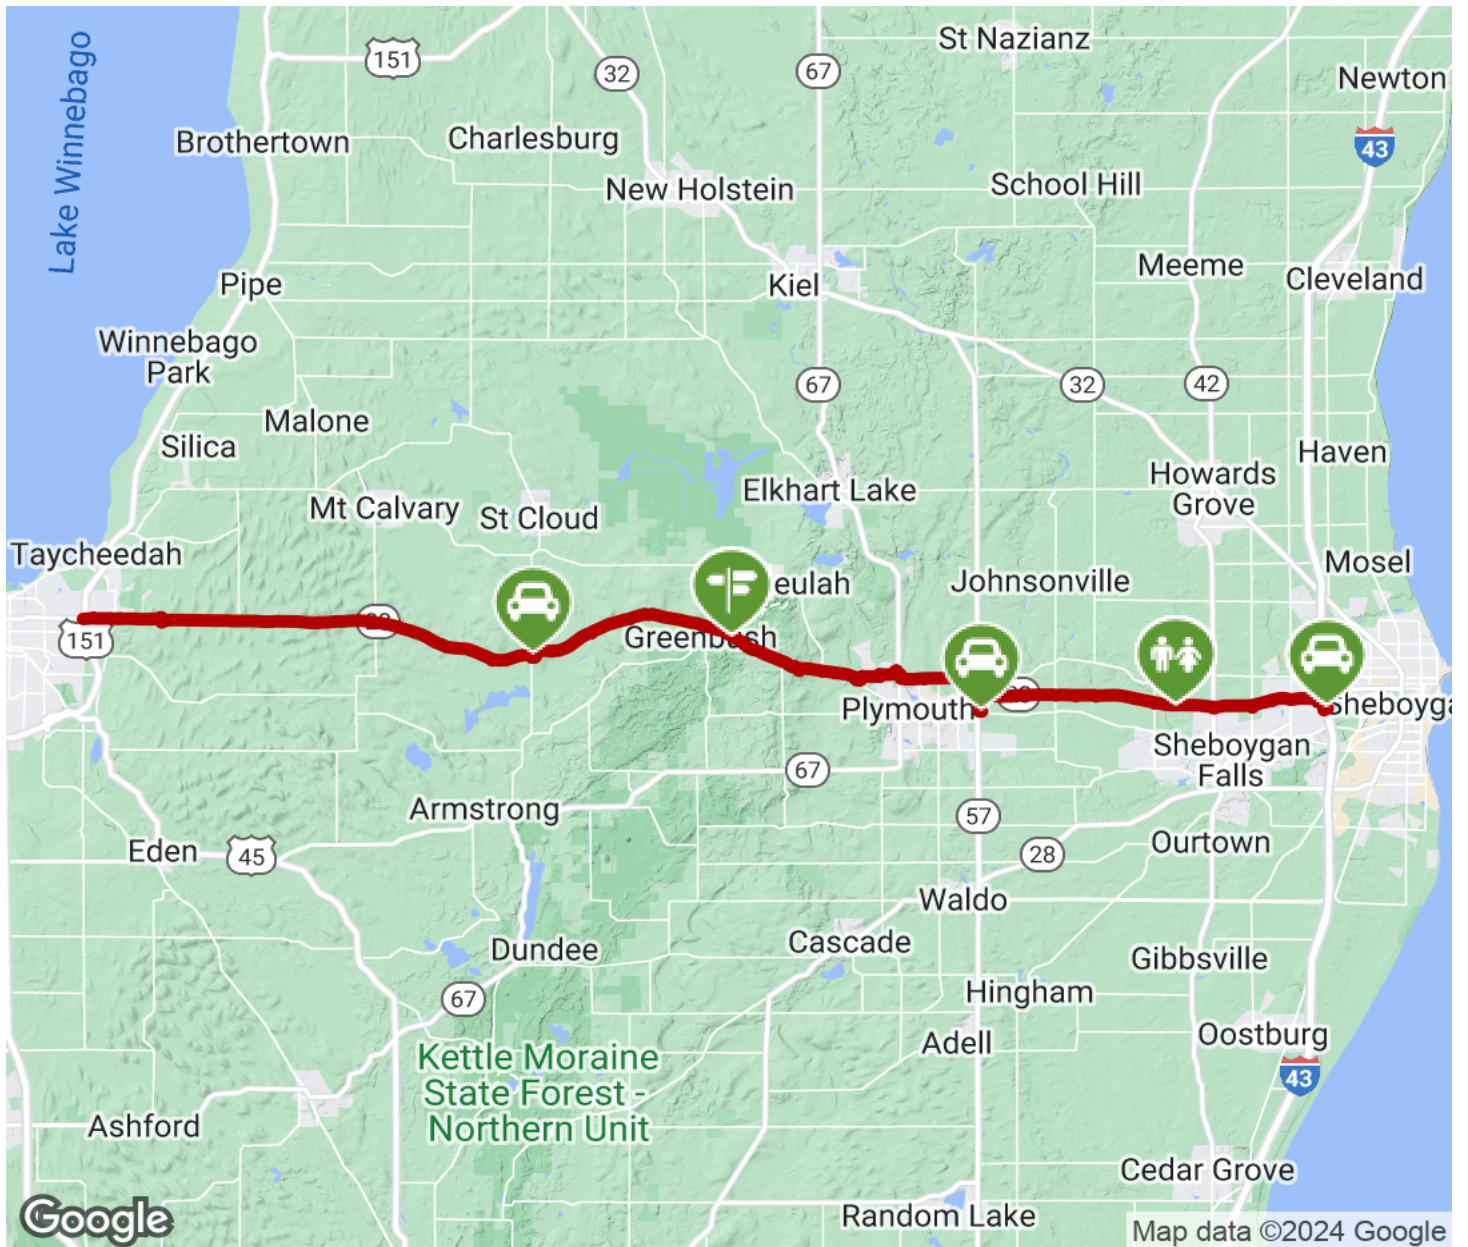 St Nazianz
151
32
67
Newton
Lake Winnebago
Brothertown
Charlesburg
43
New Holstein
School Hill
Meeme
Pipe
Kiel
Cleveland
Winnebago
Park
67
32
42
Malone
Silica
Haven
Howards
Grove
Mt Calvary
St Cloud
Elkhart Lake
Taycheedah
Mosel
eulah
Johnsonville
151
Greenbush
Plymouth
Sheboyga
Sheboygan
Falls
67
Armstrong
57
Eden
45
28
Ourtown
Waldo
Cascade
Dundee
Gibbsville
67
Hingham
Oostburg
Adell
Kettle Moraine
State Forest -
Northern Unit
43
Ashford
Cedar Grove
Random Lake
Google
Map data ©2024 Google